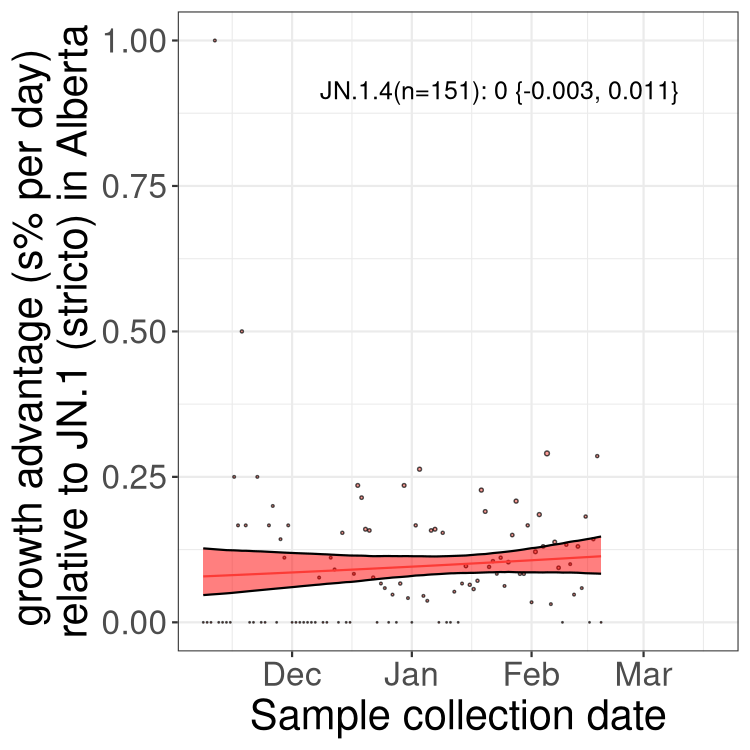 growth advantage (s% per day)
relative to JN.1 (stricto) in Alberta
1.00
0.75
0.50
0.25
0.00
JN.1.4(n=151): 0 {-0.003, 0.011}
Dec Jan Feb Mar
Sample collection date